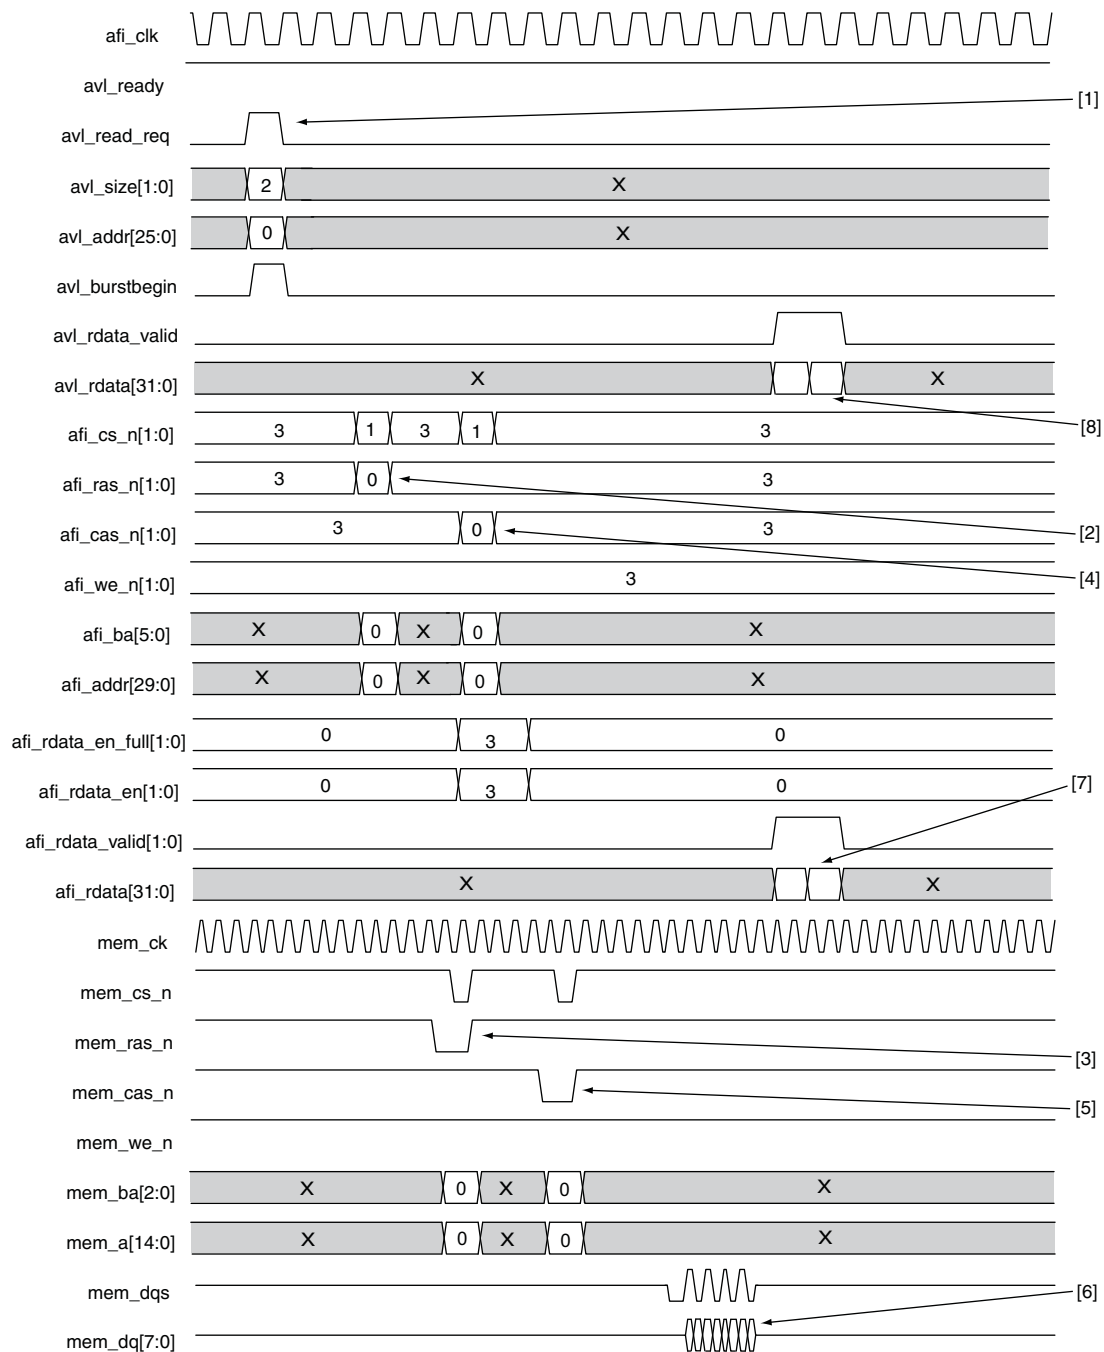 afi_clk
avl_ready
[1]
avl_read_req
avl_size[1:0] 2 X
avl_addr[25:0] 0 X
avl_burstbegin
avl_rdata_valid
avl_rdata[31:0] X X
[8]
afi_cs_n[1:0] 3 1 3 1 3
afi_ras_n[1:0] 3 0 3
[2]
afi_cas_n[1:0] 3 0 3
[4]
afi_we_n[1:0] 3
afi_ba[5:0] X 0 X 0 X
afi_addr[29:0] X 0 X 0 X
afi_rdata_en_full[1:0] 0 3 0
afi_rdata_en[1:0] 0 3 0
[7]
afi_rdata_valid[1:0]
afi_rdata[31:0] X X
mem_ck
mem_cs_n
mem_ras_n
[3]
mem_cas_n
[5]
mem_we_n
mem_ba[2:0] X 0 X 0 X
mem_a[14:0] X 0 X 0 X
mem_dqs
[6]
mem_dq[7:0]